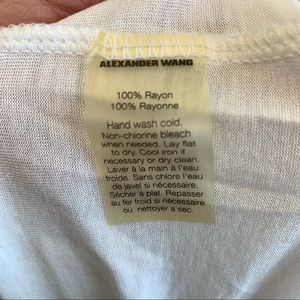 ALEXANDER WANG
100% Rayon
100% Rayonne
Hand wash cold.
Non-chlorine bleach
when needed. Lay flat
to dry. Cool iron if
necessary or dry clean.
Laver à la main à l'eau
froide. Sans chlore l'eau
de javel si nécessaire.
Sécher à plat. Repasser
au fer froid si nécessaire
ou nettoyer a sec.